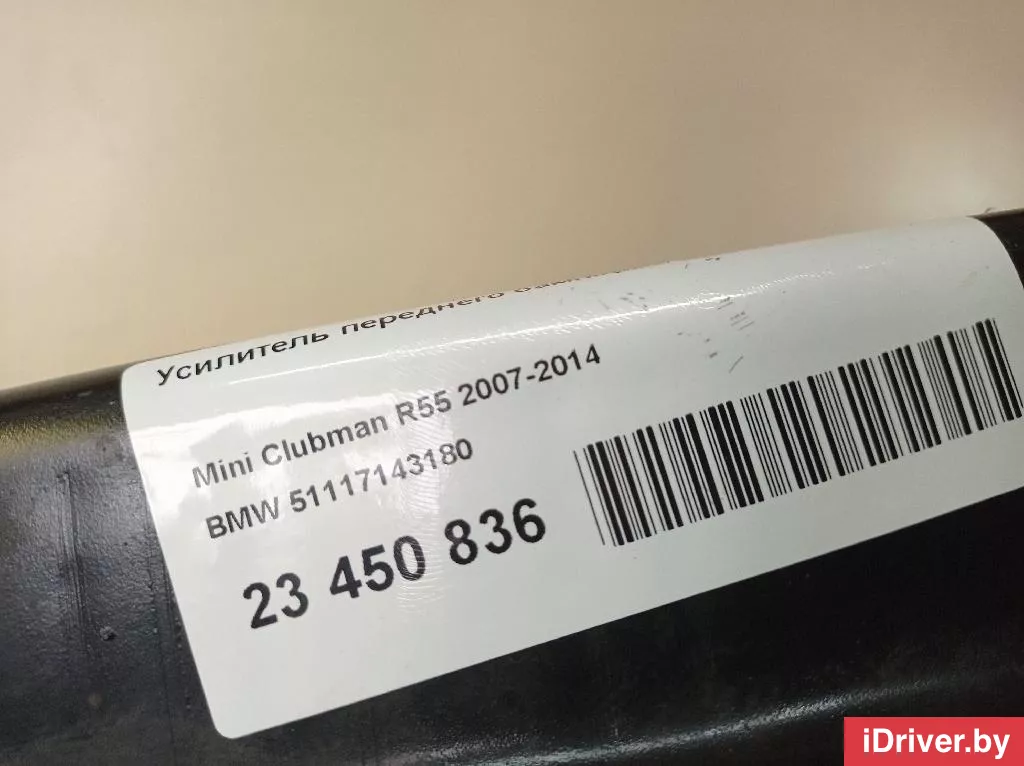 Усилитель переднего
Mini Clubman R55 2007-2014
BMW 51117143180
23 450 836
iDriver.by